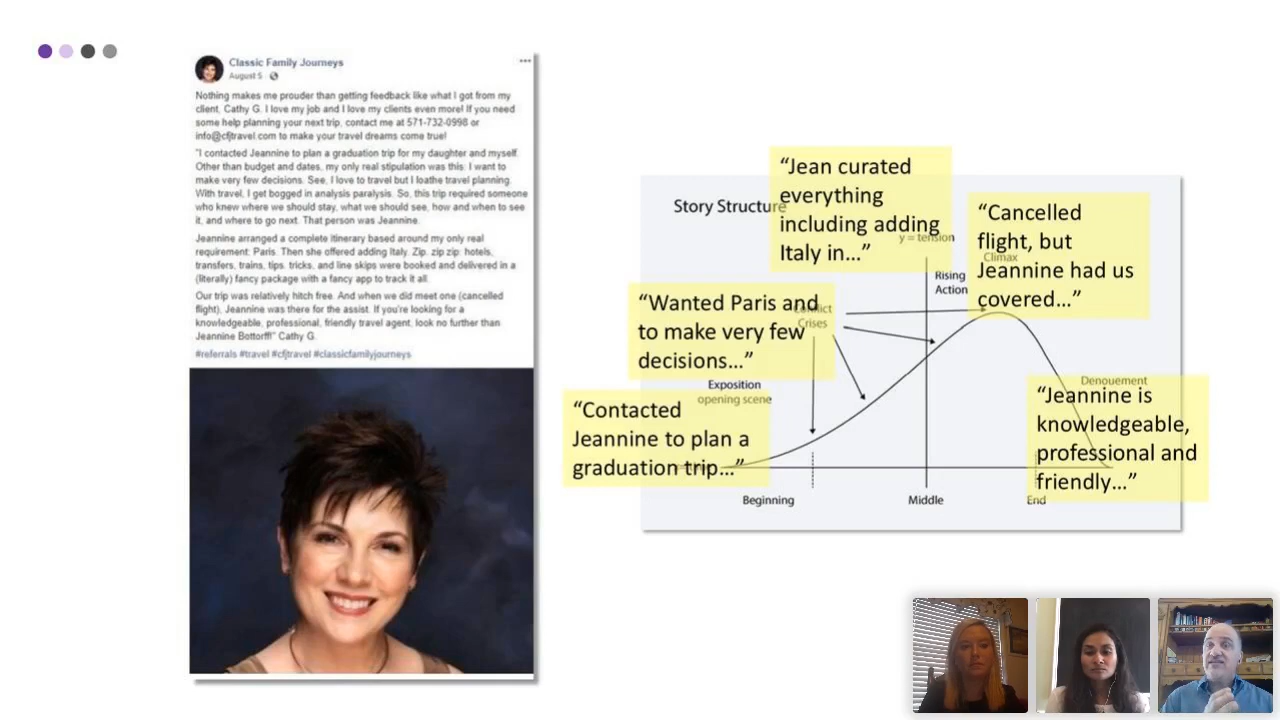 Classic Family Journeys
August 5
Nothing makes me prouder than getting feedback like what I got from my
client, Cathy G. I love my job and I love my clients even more! If you need
some help planning your next trip, contact me at 571-732-0998 or
info@cfjtravel.com to make your travel dreams come true!
"I contacted Jeannine to plan a graduation trip for my daughter and myself.
Other than budget and dates, my only real stipulation was this: I want to
make very few decisions. See, I love to travel but I loathe travel planning.
With travel, I get bogged in analysis paralysis. So, this trip required someone
who knew where we should stay, what we should see, how and when to see
it, and where to go next. That person was Jeannine.
Jeannine arranged a complete itinerary based around my only real
requirement: Paris. Then she offered adding Italy. Zip, zip zip: hotels,
transfers, trains, tips, tricks, and line skips were booked and delivered in a
(literally) fancy package with a fancy app to track it all.
Our trip was relatively hitch free. And when we did meet one (cancelled
flight), Jeannine was there for the assist. If you're looking for a
knowledgeable, professional, friendly travel agent, look no further than
Jeannine Bottorff!" Cathy G.
#referrals #travel #cfjtravel #classicfamilyjourneys
Story Structure
"Jean curated
everything
including adding
Italy in..."
y = tension
Rising
Action
"Cancelled
flight, but
Jeannine had us
covered..."
Climax
"Wanted Paris and
to make very few
decisions..."
Conflict
Crises
Exposition
opening scene
"Contacted
Jeannine to plan a
graduation trip..."
Denouement
"Jeannine is
knowledgeable,
professional and
friendly..."
Beginning
Middle
End